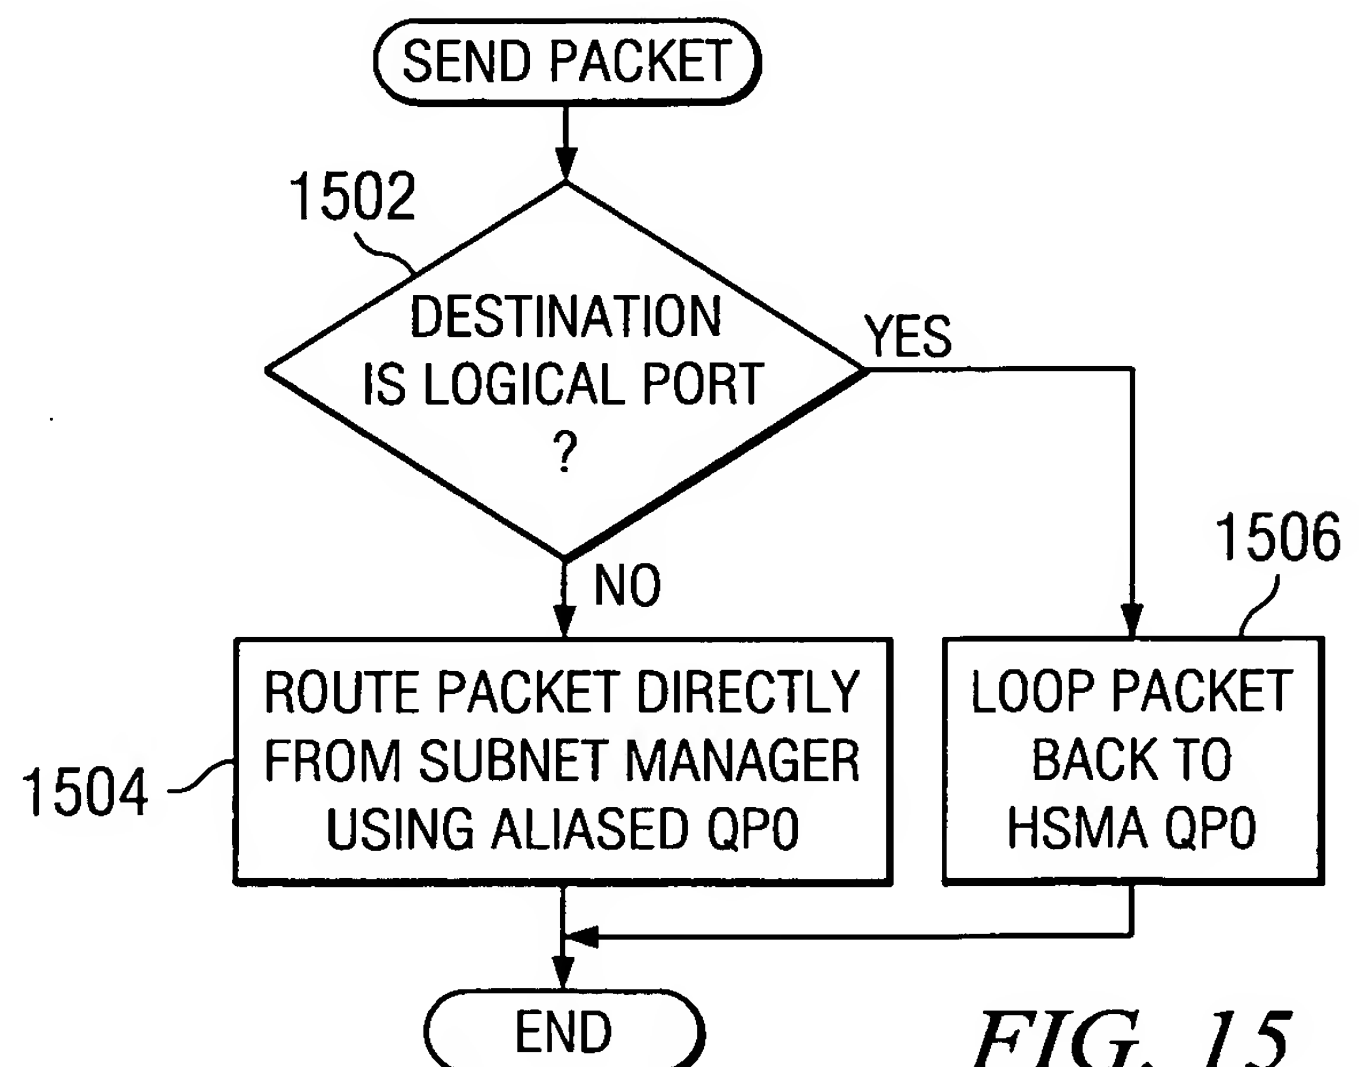 SEND PACKET
1502
DESTINATION
IS LOGICAL PORT
?
YES
NO
1504
ROUTE PACKET DIRECTLY
FROM SUBNET MANAGER
USING ALIASED QP0
1506
LOOP PACKET
BACK TO
HSMA QP0
END
FIG. 15